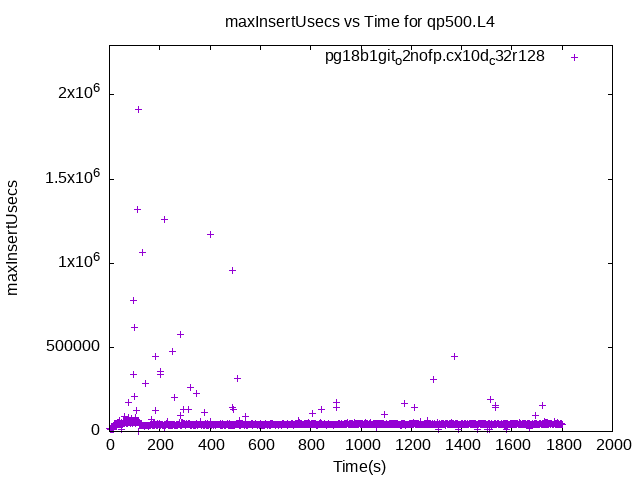 maxInsertUsecs vs Time for qp500.L4
pg18b1git_o2nofp.cx10d_c32r128
maxInsertUsecs
2x10^6
1.5x10^6
1x10^6
500000
0
0 200 400 600 800 1000 1200 1400 1600 1800 2000
Time(s)